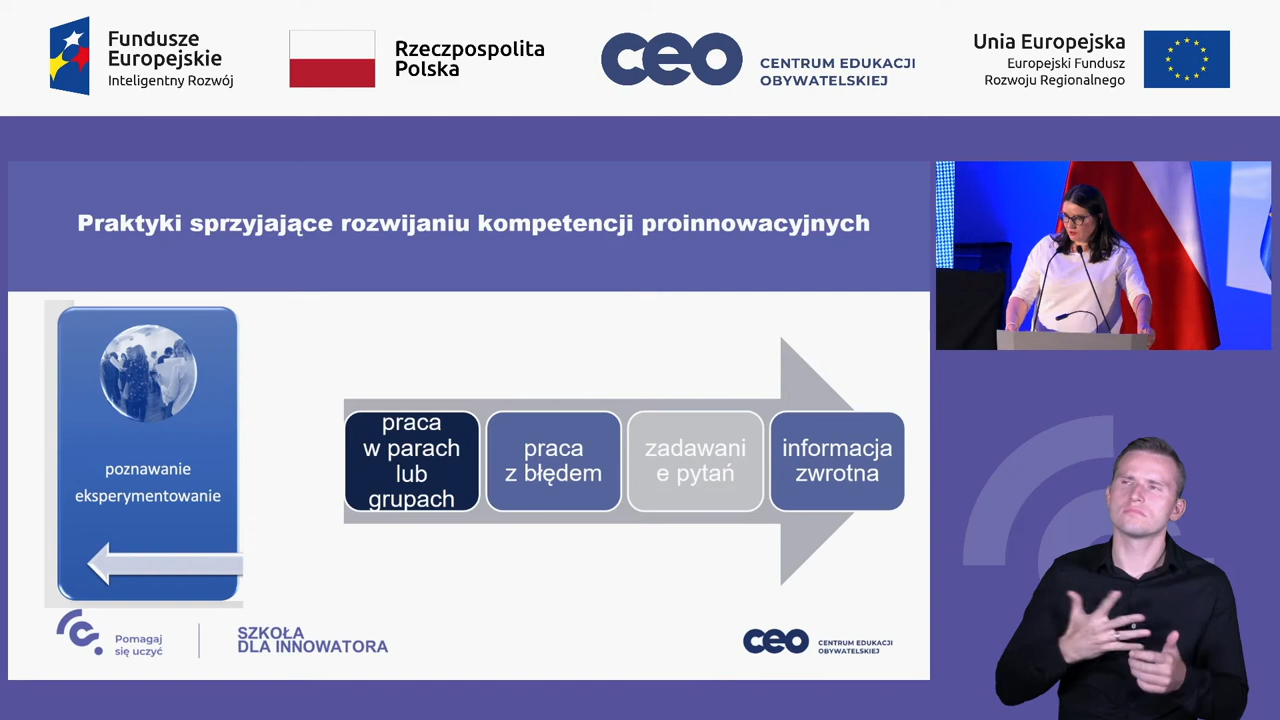 Fundusze
Europejskie
Inteligentny Rozwój
Rzeczpospolita
Polska
ceo
CENTRUM EDUKACJI
OBYWATELSKIEJ
Unia Europejska
Europejski Fundusz
Rozwoju Regionalnego
Praktyki sprzyjające rozwijaniu kompetencji proinnowacyjnych
poznawanie
eksperymentowanie
praca
w parach
lub
grupach
praca
z błędem
zadawani
e pytań
informacja
zwrotna
Pomagaj
się uczyć
SZKOŁA
DLA INNOWATORA
ceo
CENTRUM EDUKACJI
OBYWATELSKIEJ